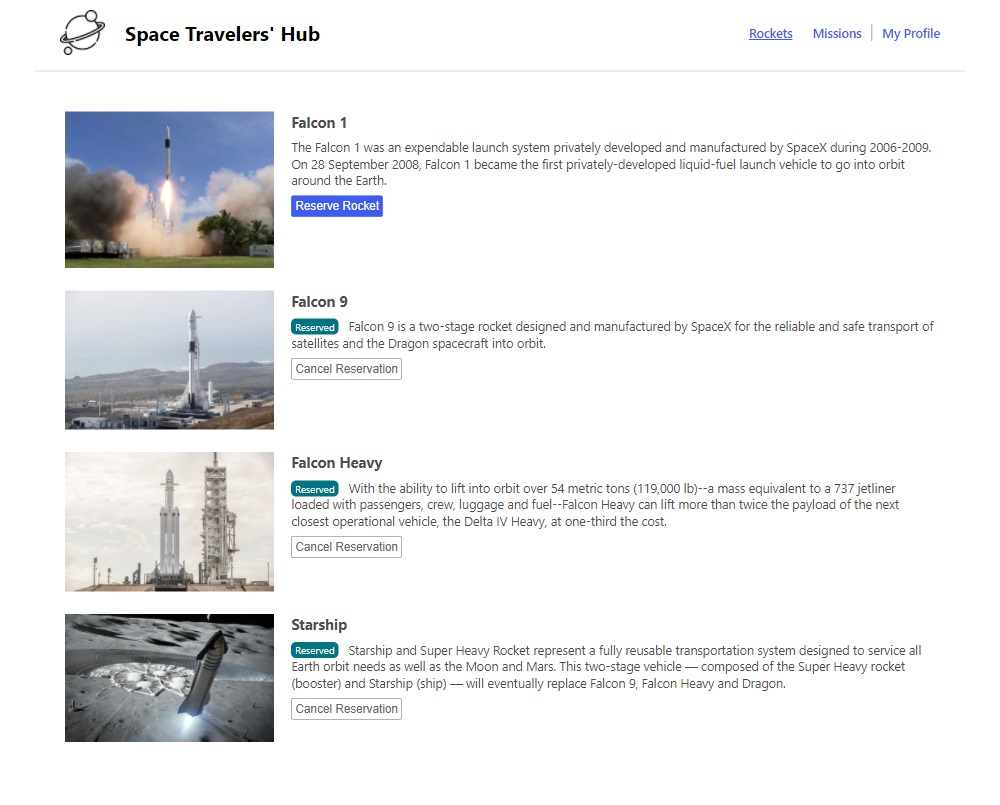 Space Travelers' Hub
Rockets Missions My Profile
Falcon 1
The Falcon 1 was an expendable launch system privately developed and manufactured by SpaceX during 2006-2009.
On 28 September 2008, Falcon 1 became the first privately-developed liquid-fuel launch vehicle to go into orbit
around the Earth.
Reserve Rocket
Falcon 9
Reserved Falcon 9 is a two-stage rocket designed and manufactured by SpaceX for the reliable and safe transport of
satellites and the Dragon spacecraft into orbit.
Cancel Reservation
Falcon Heavy
Reserved With the ability to lift into orbit over 54 metric tons (119,000 lb)--a mass equivalent to a 737 jetliner
loaded with passengers, crew, luggage and fuel--Falcon Heavy can lift more than twice the payload of the next
closest operational vehicle, the Delta IV Heavy, at one-third the cost.
Cancel Reservation
Starship
Reserved Starship and Super Heavy Rocket represent a fully reusable transportation system designed to service all
Earth orbit needs as well as the Moon and Mars. This two-stage vehicle — composed of the Super Heavy rocket
(booster) and Starship (ship) — will eventually replace Falcon 9, Falcon Heavy and Dragon.
Cancel Reservation